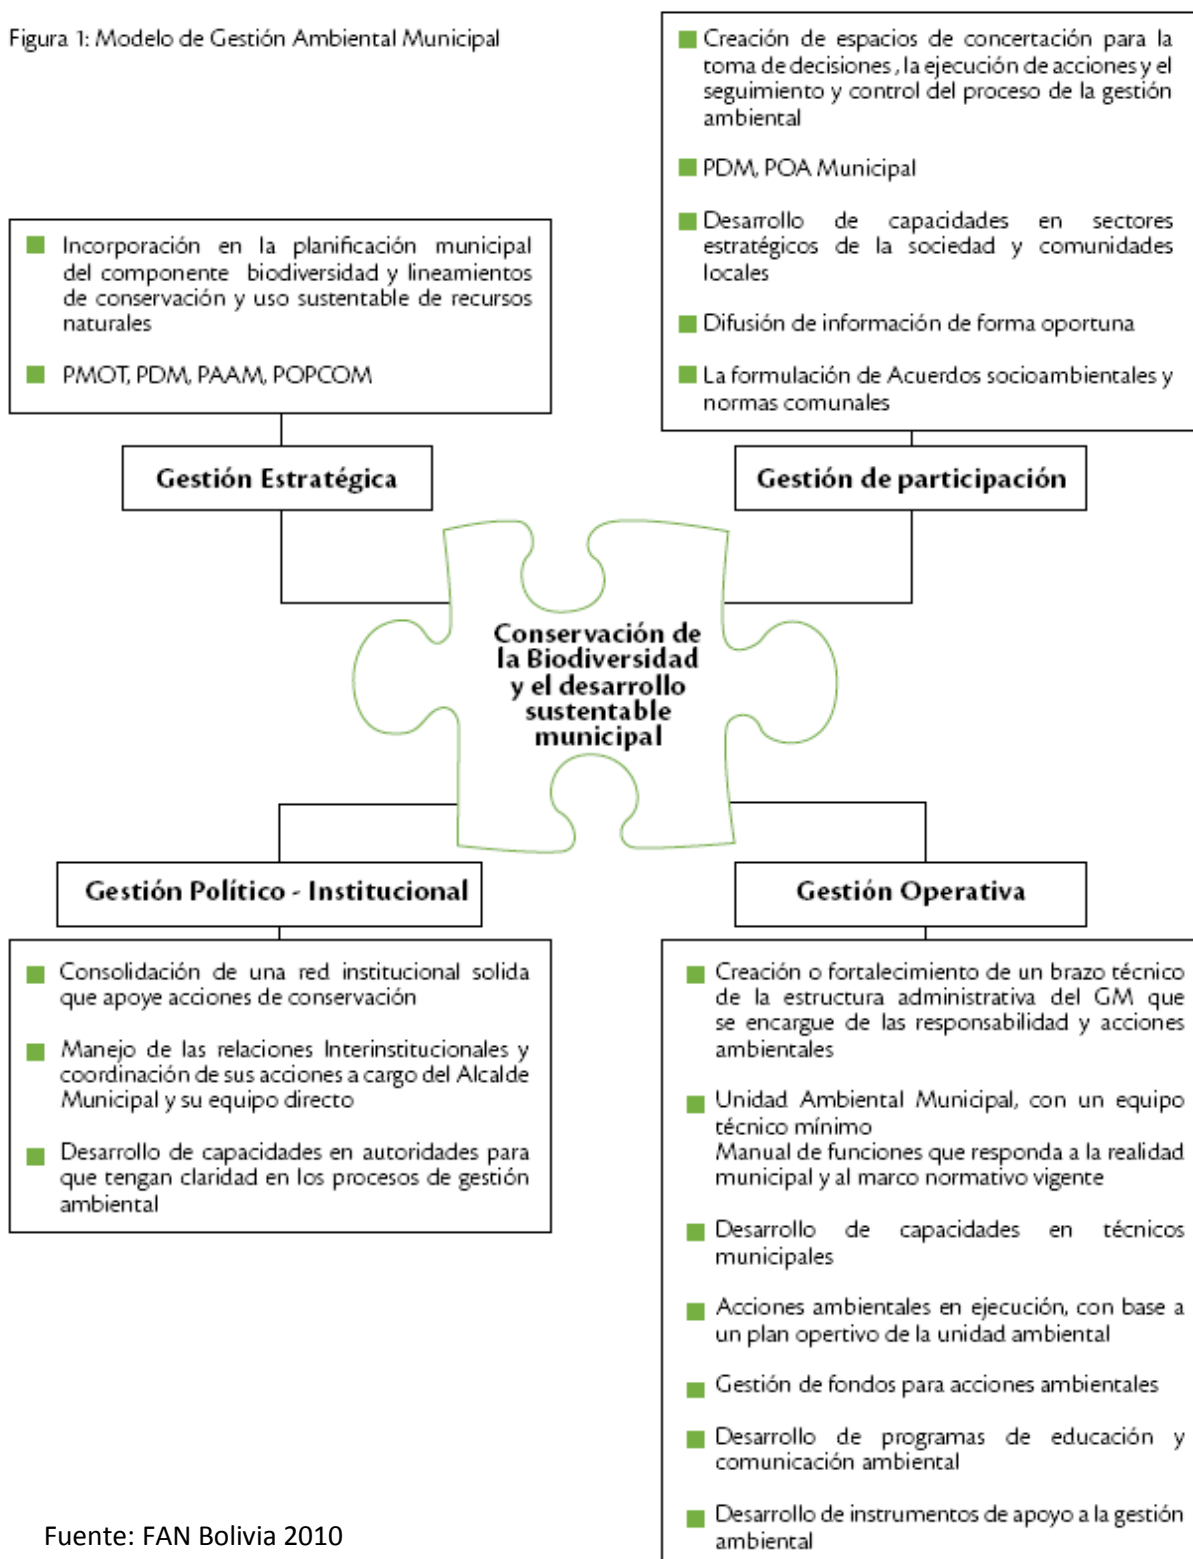 Figura 1: Modelo de Gestión Ambiental Municipal
Creación de espacios de concertación para la
toma de decisiones, la ejecución de acciones y el
seguimiento y control del proceso de la gestión
ambiental
PDM, POA Municipal
Desarrollo de capacidades en sectores
estratégicos de la sociedad y comunidades
locales
Difusión de información de forma oportuna
La formulación de Acuerdos socioambientales y
normas comunales
Incorporación en la planificación municipal
del componente biodiversidad y lineamientos
de conservación y uso sustentable de recursos
naturales
PMOT, PDM, PAAM, POPCOM
Gestión Estratégica
Gestión de participación
Conservación de
la Biodiversidad
y el desarrollo
sustentable
municipal
Gestión Político - Institucional
Gestión Operativa
Consolidación de una red institucional solida
que apoye acciones de conservación
Manejo de las relaciones Interinstitucionales y
coordinación de sus acciones a cargo del Alcalde
Municipal y su equipo directo
Desarrollo de capacidades en autoridades para
que tengan claridad en los procesos de gestión
ambiental
Creación o fortalecimiento de un brazo técnico
de la estructura administrativa del GM que
se encargue de las responsabilidad y acciones
ambientales
Unidad Ambiental Municipal, con un equipo
técnico mínimo
Manual de funciones que responda a la realidad
municipal y al marco normativo vigente
Desarrollo de capacidades en técnicos
municipales
Acciones ambientales en ejecución, con base a
un plan opertivo de la unidad ambiental
Gestión de fondos para acciones ambientales
Desarrollo de programas de educación y
comunicación ambiental
Desarrollo de instrumentos de apoyo a la gestión
ambiental
Fuente: FAN Bolivia 2010